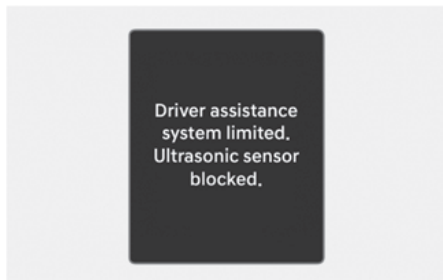 Driver assistance
system limited.
Ultrasonic sensor
blocked.